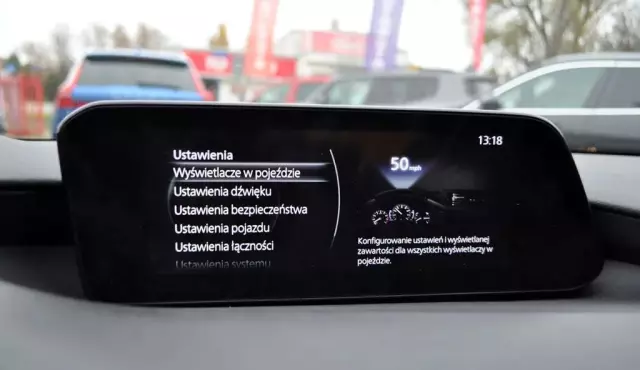 13:18
Ustawienia
Wyświetlacze w pojeździe
Ustawienia dźwięku
Ustawienia bezpieczeństwa
Ustawienia pojazdu
Ustawienia łączności
Ustawienia systemu
50 mph
Konfigurowanie ustawień i wyświetlanej
zawartości dla wszystkich wyświetlaczy w
pojeździe.